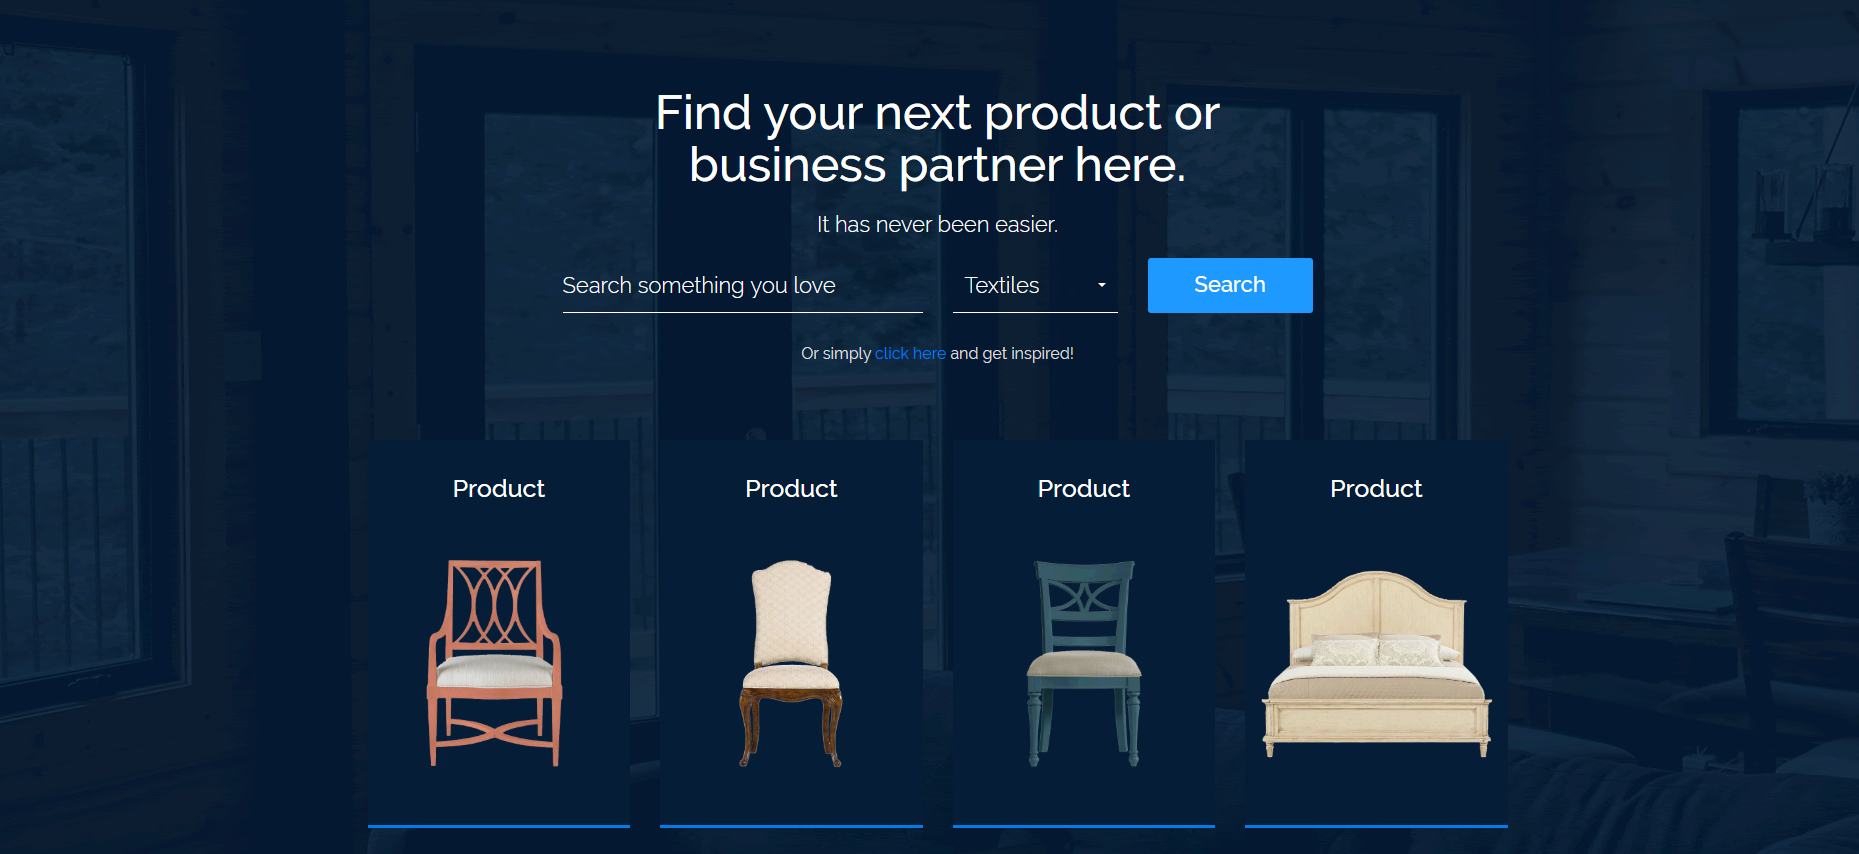 Find your next product or
business partner here.
It has never been easier.
Search something you love
Textiles
Search
Or simply click here and get inspired!
Product
Product
Product
Product